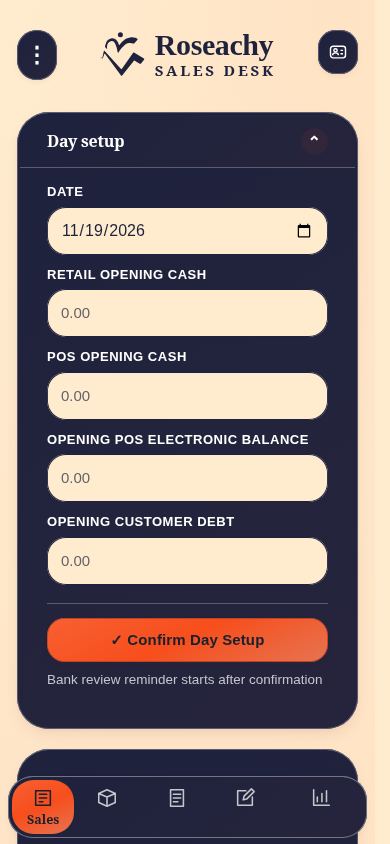 Roseachy
SALES DESK
Day setup
DATE
11/19/2026
RETAIL OPENING CASH
0.00
POS OPENING CASH
0.00
OPENING POS ELECTRONIC BALANCE
0.00
OPENING CUSTOMER DEBT
0.00
✓ Confirm Day Setup
Bank review reminder starts after confirmation
Sales